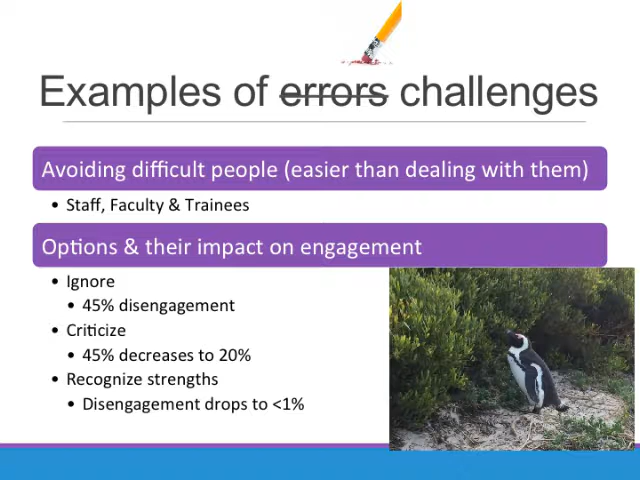 Examples of errors challenges
Avoiding difficult people (easier than dealing with them)
• Staff, Faculty & Trainees
Options & their impact on engagement
• Ignore
• 45% disengagement
• Criticize
• 45% decreases to 20%
• Recognize strengths
• Disengagement drops to <1%